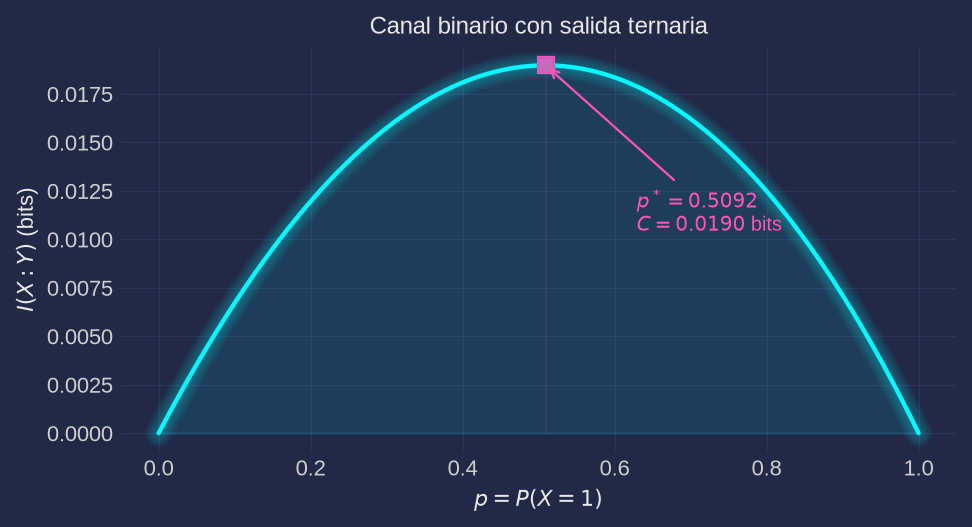 Canal binario con salida ternaria
I(X : Y) (bits)
0.0175
0.0150
0.0125
0.0100
0.0075
0.0050
0.0025
0.0000
p* = 0.5092
C = 0.0190 bits
0.0 0.2 0.4 0.6 0.8 1.0
p = P(X = 1)